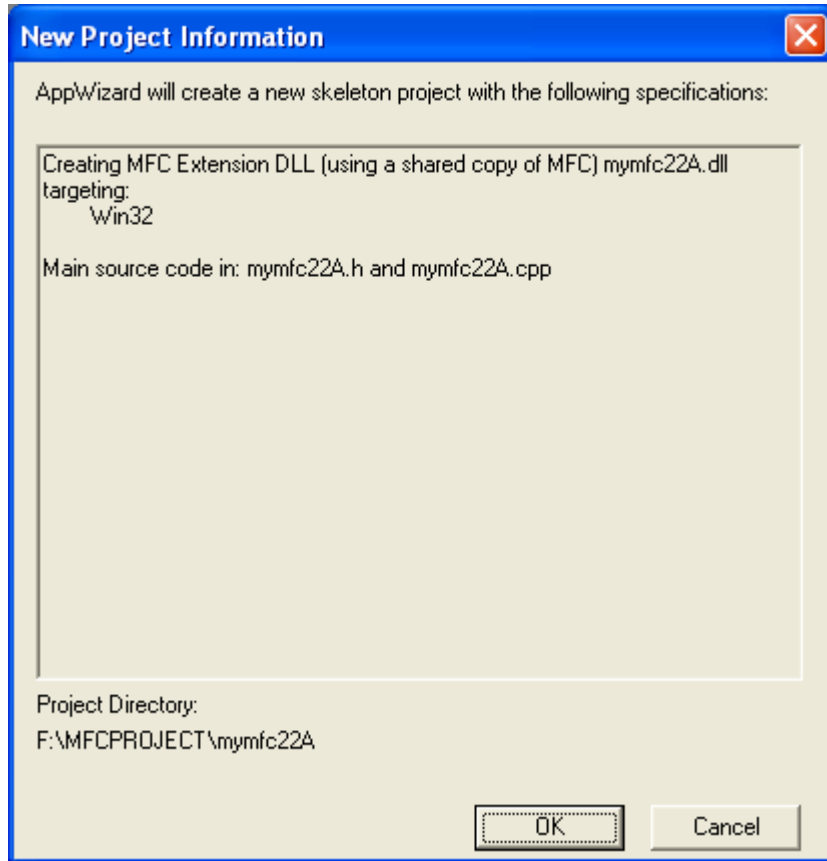 New Project Information
AppWizard will create a new skeleton project with the following specifications:
Creating MFC Extension DLL (using a shared copy of MFC) mymfc22A.dll
targeting:
Win32
Main source code in: mymfc22A.h and mymfc22A.cpp
Project Directory:
F:\MFCPROJECT\mymfc22A
OK
Cancel